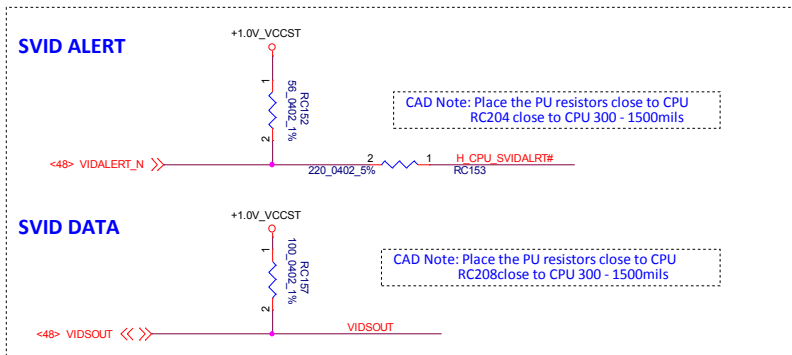 SVID ALERT
+1.0V_VCCST
1
RC152
56_0402_1%
2
CAD Note: Place the PU resistors close to CPU
RC204 close to CPU 300 - 1500mils
<48> VIDALERT_N
2
1
H_CPU_SVIDALRT#
220_0402_5%
RC153
SVID DATA
+1.0V_VCCST
1
RC157
100_0402_1%
2
CAD Note: Place the PU resistors close to CPU
RC208close to CPU 300 - 1500mils
<48> VIDSOUT
VIDSOUT